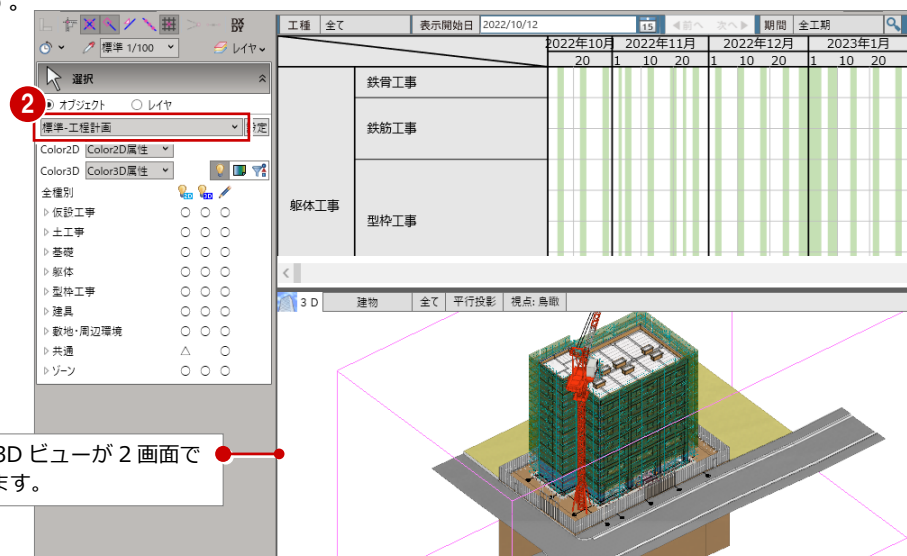 う。
DX
DY
標準 1/100
レイヤ
選択
2
オブジェクト レイヤ
標準-工程計画
設定
Color2D Color2D属性
Color3D Color3D属性
全種別
2D 3D
仮設工事
土工事
基礎
躯体
型枠工事
建具
敷地・周辺環境
共通
ゾーン
工種 全て 表示開始日 2022/10/12 15 前へ 次へ 期間 全工期
2022年10月 2022年11月 2022年12月 2023年1月
20 1 10 20 1 10 20 1 10 20
鉄骨工事
鉄筋工事
躯体工事
型枠工事
3 D 建物 全て 平行投影 視点: 鳥瞰
3D ビューが 2 画面で
ます。